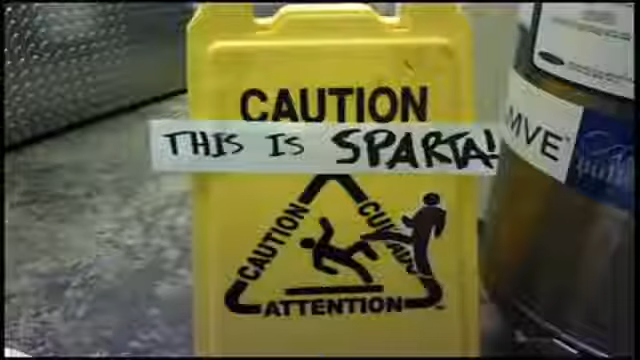 CAUTION
THIS IS SPARTA!
CAUTION
CUIDADO
ATTENTION
MVE